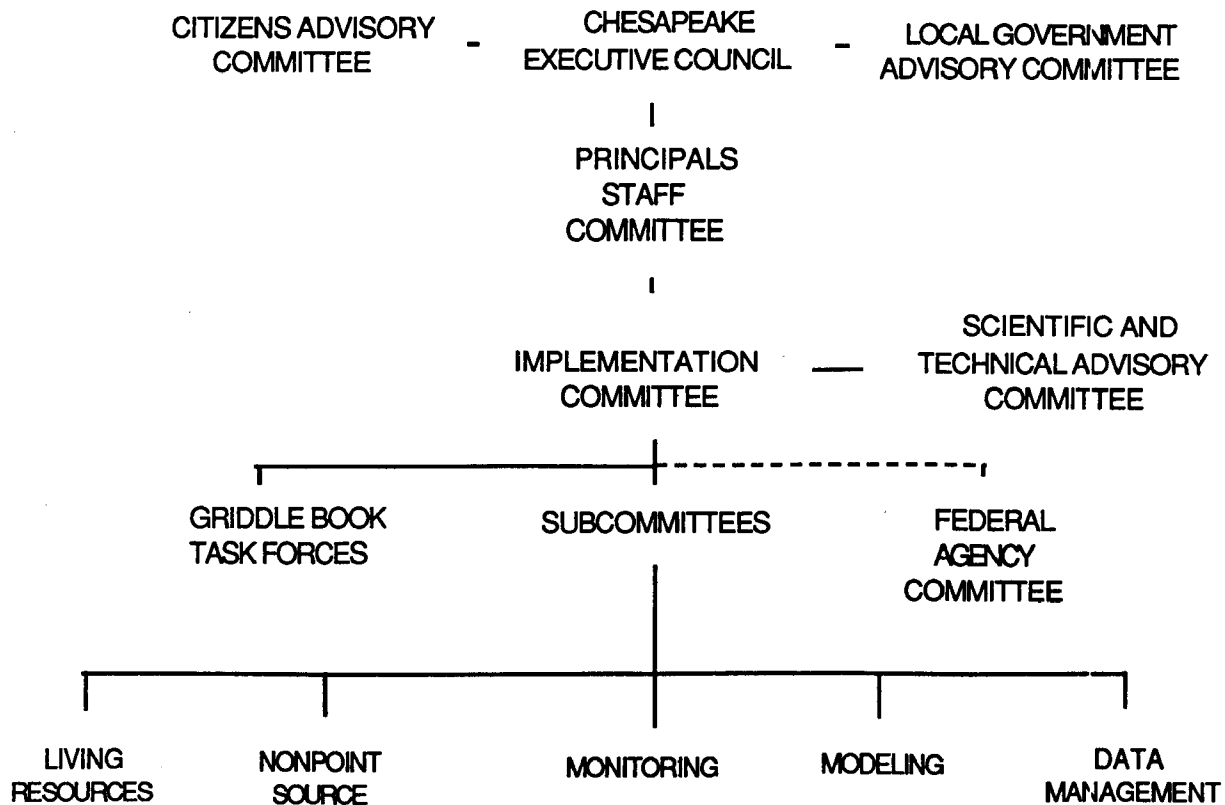 CITIZENS ADVISORY
COMMITTEE
CHESAPEAKE
EXECUTIVE COUNCIL
LOCAL GOVERNMENT
ADVISORY COMMITTEE
PRINCIPALS
STAFF
COMMITTEE
IMPLEMENTATION
COMMITTEE
SCIENTIFIC AND
TECHNICAL ADVISORY
COMMITTEE
GRIDDLE BOOK
TASK FORCES
SUBCOMMITTEES
FEDERAL
AGENCY
COMMITTEE
LIVING
RESOURCES
NONPOINT
SOURCE
MONITORING
MODELING
DATA
MANAGEMENT